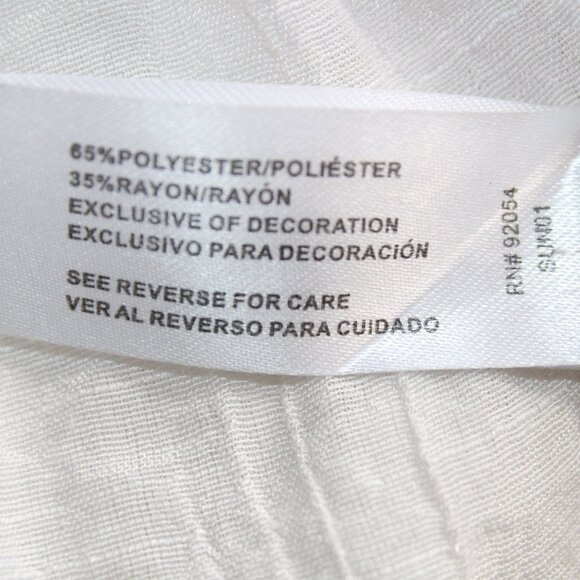 65%POLYESTER/POLIÉSTER
35%RAYON/RAYÓN
EXCLUSIVE OF DECORATION
EXCLUSIVO PARA DECORACIÓN
SEE REVERSE FOR CARE
VER AL REVERSO PARA CUIDADO
RN# 92054
SUN01